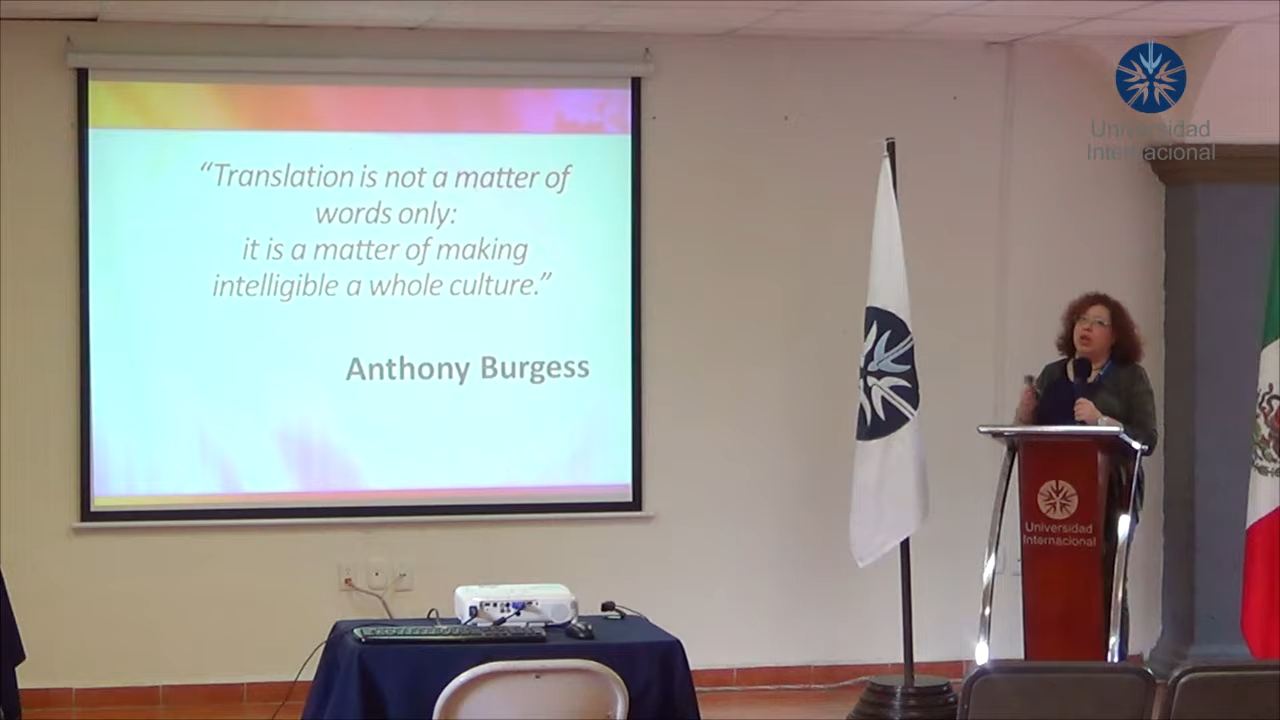 “Translation is not a matter of
words only:
it is a matter of making
intelligible a whole culture.”
Anthony Burgess
Universidad
Internacional
Universidad
Internacional